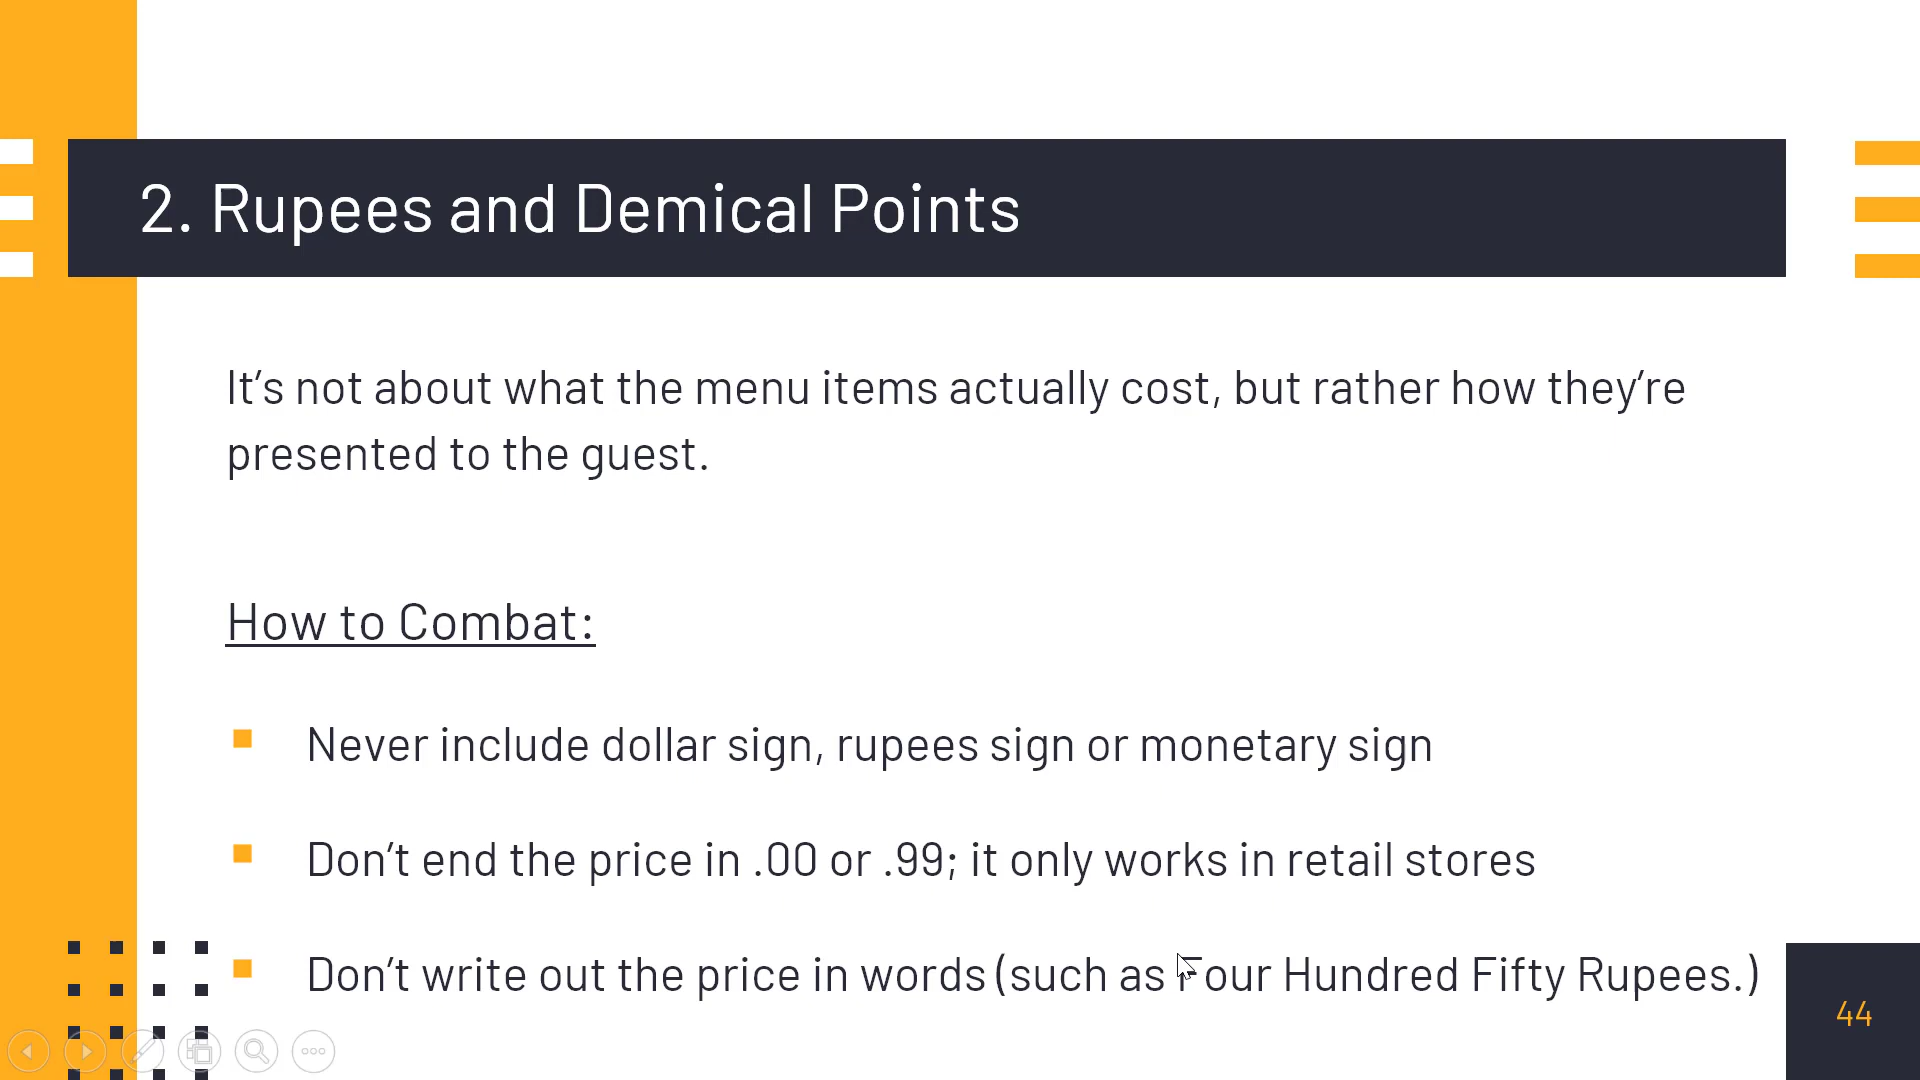 2. Rupees and Demical Points
It’s not about what the menu items actually cost, but rather how they’re
presented to the guest.
How to Combat:
Never include dollar sign, rupees sign or monetary sign
Don’t end the price in .00 or .99; it only works in retail stores
Don’t write out the price in words (such as Four Hundred Fifty Rupees.)
44